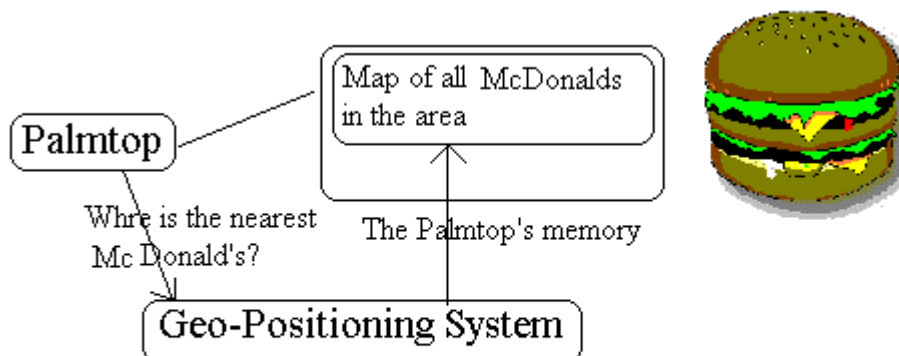 Map of all McDonalds
in the area
Palmtop
Whre is the nearest
Mc Donald's?
The Palmtop's memory
Geo-Positioning System